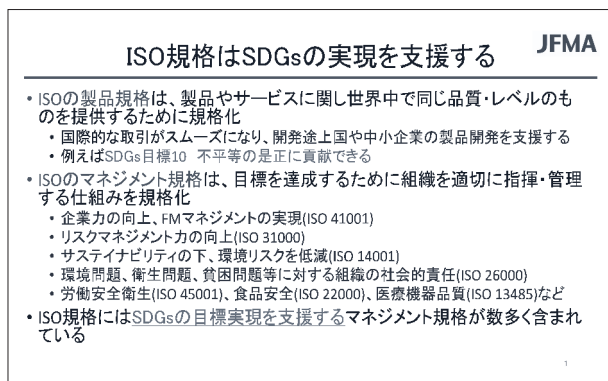 JFMA
ISO規格はSDGsの実現を支援する
• ISOの製品規格は、製品やサービスに関し世界中で同じ品質・レベルのも
のを提供するために規格化
• 国際的な取引がスムーズになり、開発途上国や中小企業の製品開発を支援する
• 例えばSDGs目標10 不平等の是正に貢献できる
• ISOのマネジメント規格は、目標を達成するために組織を適切に指揮・管理
する仕組みを規格化
• 企業力の向上、FMマネジメントの実現(ISO 41001)
• リスクマネジメント力の向上(ISO 31000)
• サステイナビリティの下、環境リスクを低減(ISO 14001)
• 環境問題、衛生問題、貧困問題等に対する組織の社会的責任(ISO 26000)
• 労働安全衛生(ISO 45001)、食品安全(ISO 22000)、医療機器品質(ISO 13485)など
• ISO規格にはSDGsの目標実現を支援するマネジメント規格が数多く含まれ
ている
1